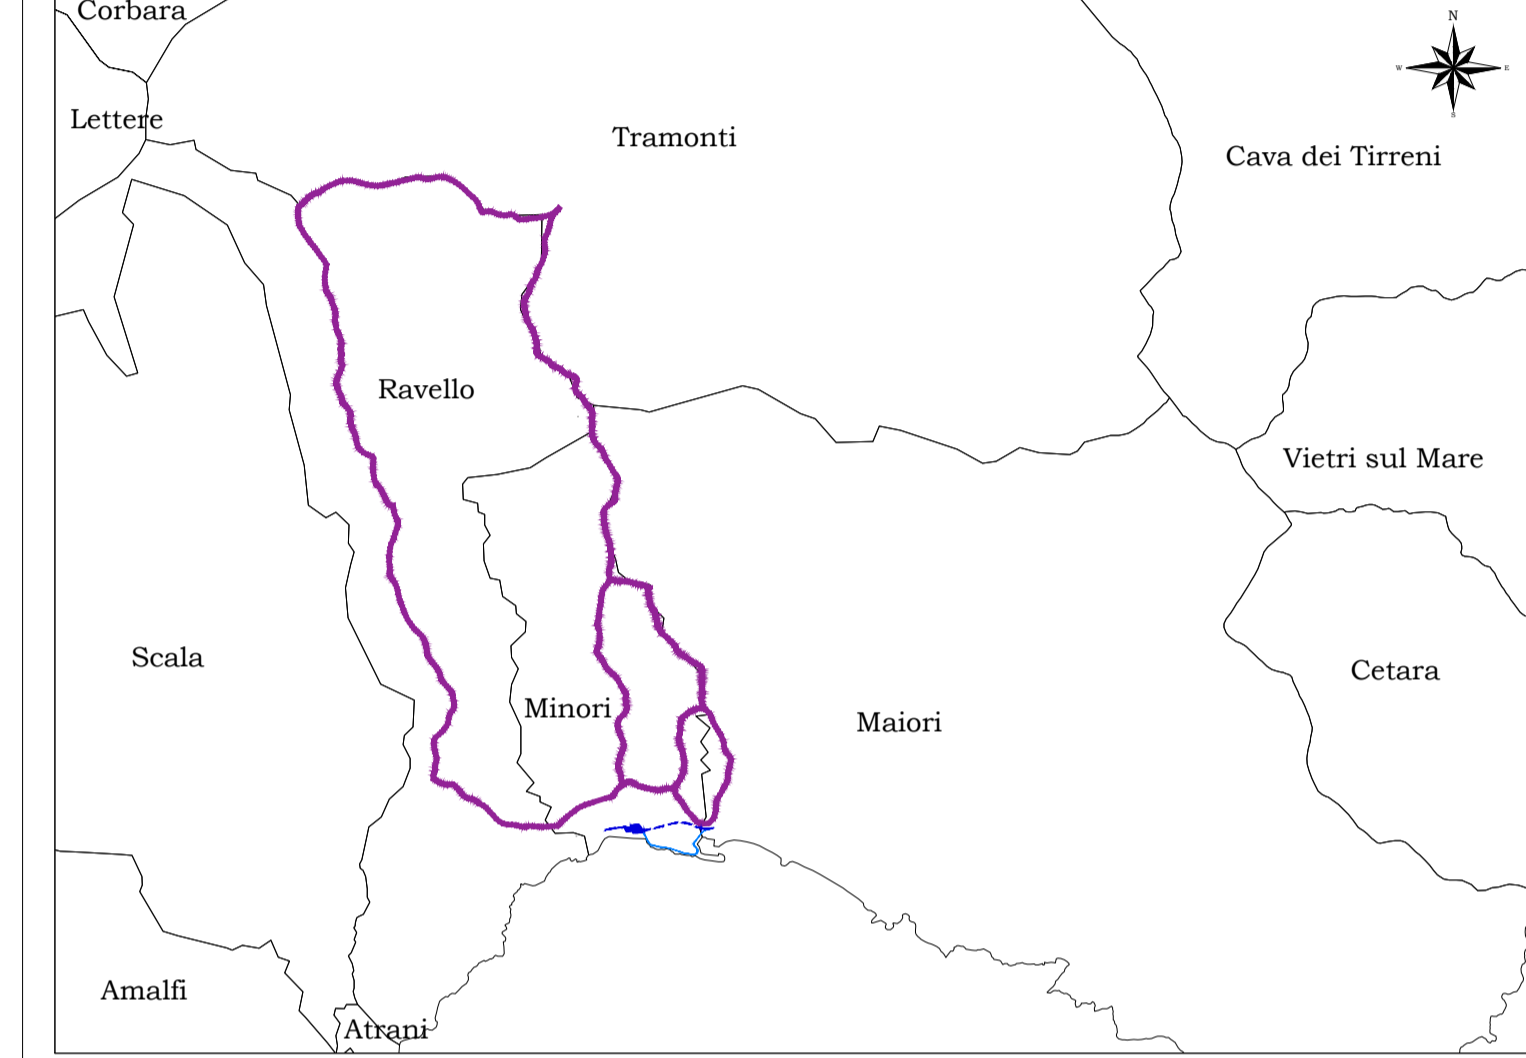 Corbara
N
W
E
S
Lettere
Tramonti
Cava dei Tirreni
Ravello
Vietri sul Mare
Scala
Cetara
Minori
Maiori
Amalfi
Atrani